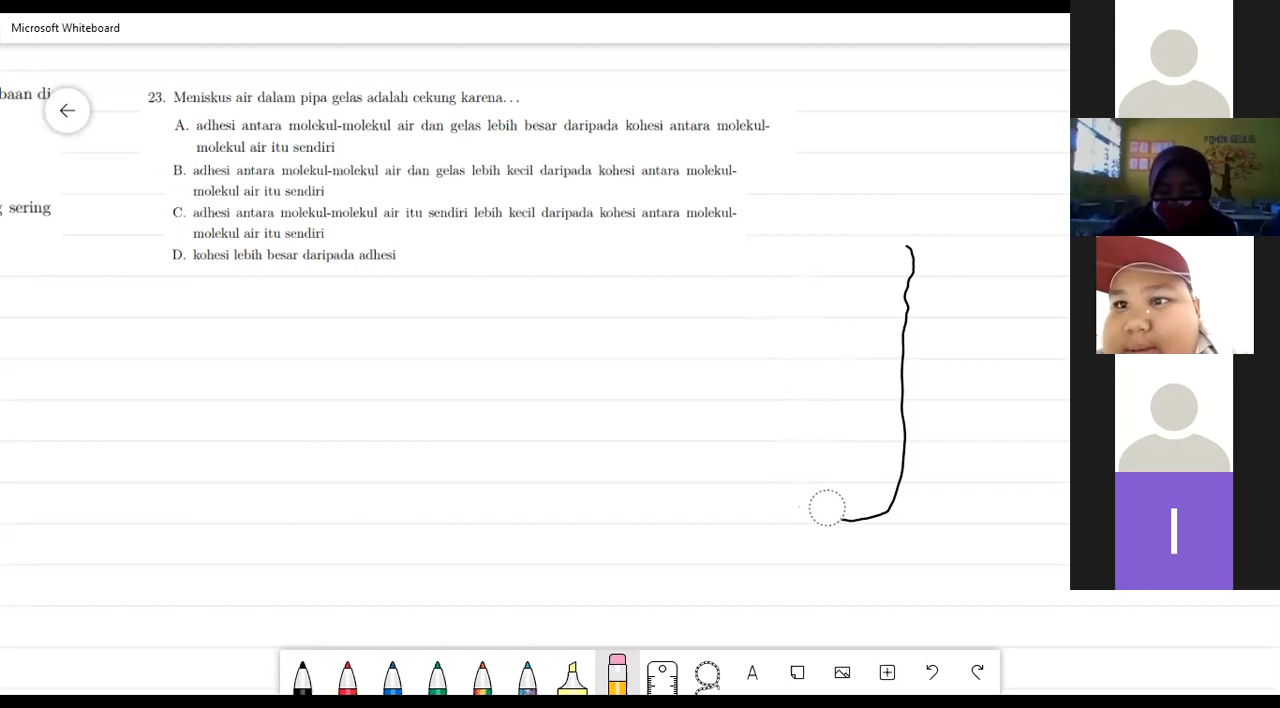 Microsoft Whiteboard
baan di
sering
23. Meniskus air dalam pipa gelas adalah cekung karena...
A. adhesi antara molekul-molekul air dan gelas lebih besar daripada kohesi antara molekul-
molekul air itu sendiri
B. adhesi antara molekul-molekul air dan gelas lebih kecil daripada kohesi antara molekul-
molekul air itu sendiri
C. adhesi antara molekul-molekul air itu sendiri lebih kecil daripada kohesi antara molekul-
molekul air itu sendiri
D. kohesi lebih besar daripada adhesi
POHON GEULIS
I
A